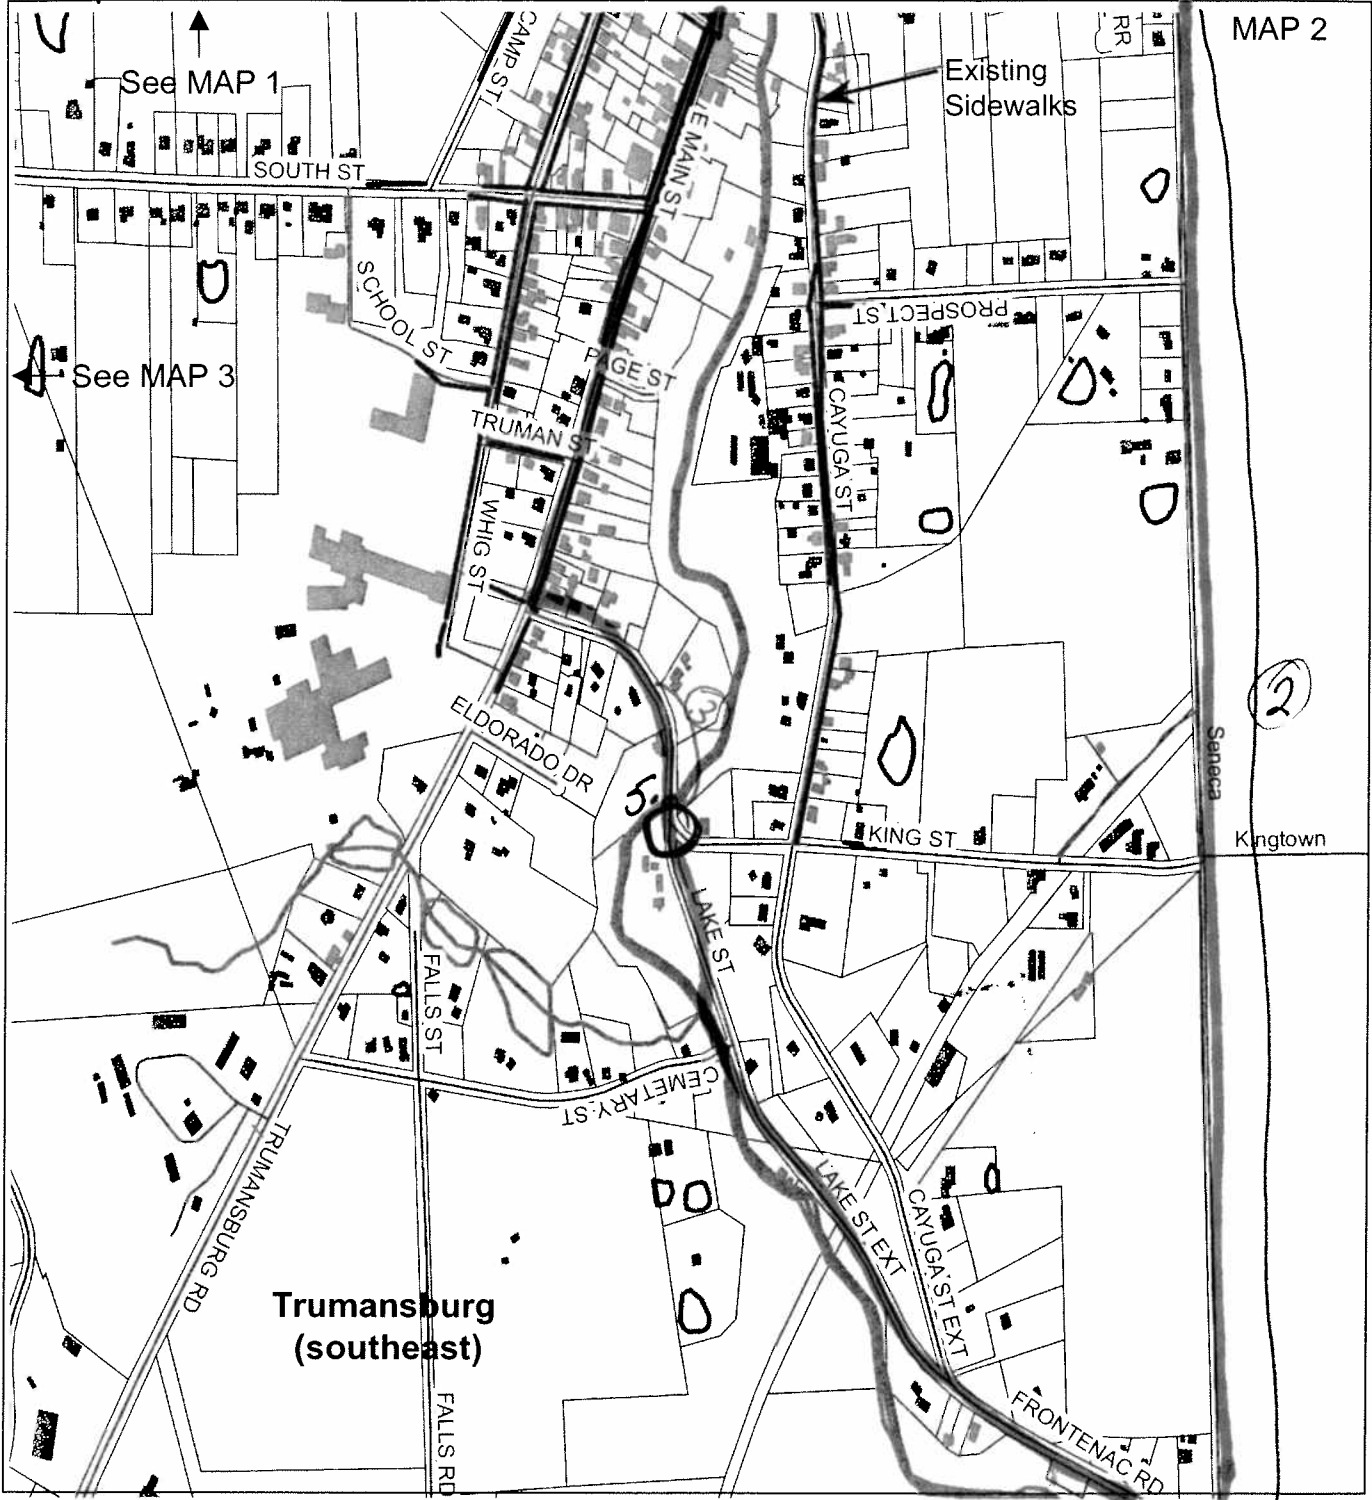 MAP 2
CAMP ST
RR
See MAP 1
Existing
Sidewalks
E MAIN ST
SOUTH ST
SCHOOL ST
PROSPECT ST
PAGE ST
See MAP 3
CAYUGA ST
TRUMAN ST
WHIG ST
3
2
ELDORADO DR
Seneca
5.
KING ST
Kingtown
LAKE ST
FALLS ST
CEMETARY ST
TRUMANSBURG RD
LAKE ST EXT
CAYUGA ST EXT
Trumansburg
(southeast)
FALLS RD
FRONTENAC RD